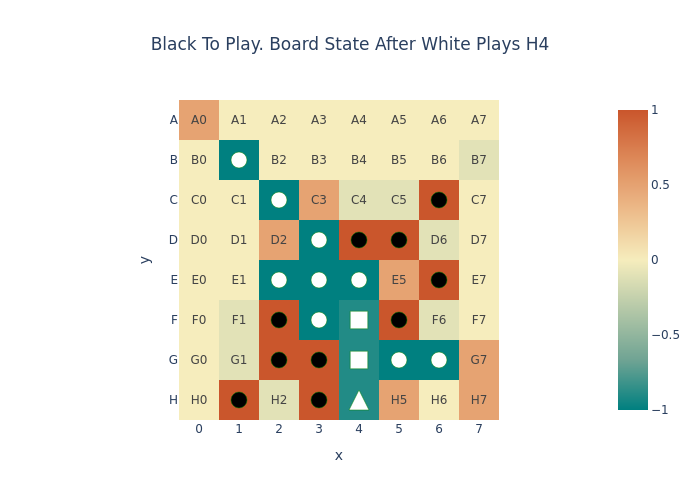 Black To Play. Board State After White Plays H4
A A0 A1 A2 A3 A4 A5 A6 A7
B B0 B2 B3 B4 B5 B6 B7
C C0 C1 C3 C4 C5 C7
D D0 D1 D2 D6 D7
E E0 E1 E5 E7
F F0 F1 F6 F7
G G0 G1 G7
H H0 H2 H5 H6 H7
0 1 2 3 4 5 6 7
x
y
1
0.5
0
−0.5
−1